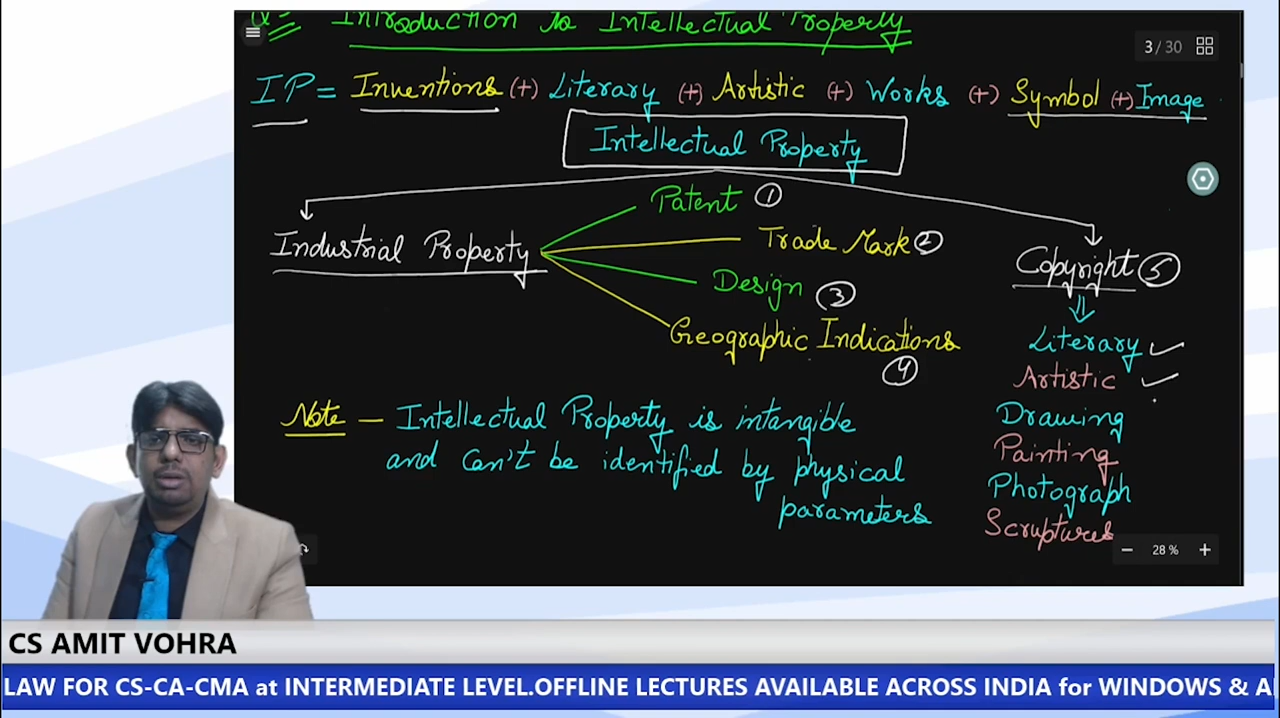 Introduction to Intellectual Property
3 / 30
IP = Inventions (+) Literary (+) Artistic (+) Works (+) Symbol (+) Image
Intellectual Property
Patent ①
Industrial Property
Trade Mark ②
Copyright ⑤
Design ③
Geographic Indications
④
Literary
Artistic
Drawing
Painting
Photograph
Scruptures
Note — Intellectual Property is intangible
and can't be identified by physical
parameters
28 %
CS AMIT VOHRA
LAW FOR CS-CA-CMA at INTERMEDIATE LEVEL.OFFLINE LECTURES AVAILABLE ACROSS INDIA for WINDOWS &